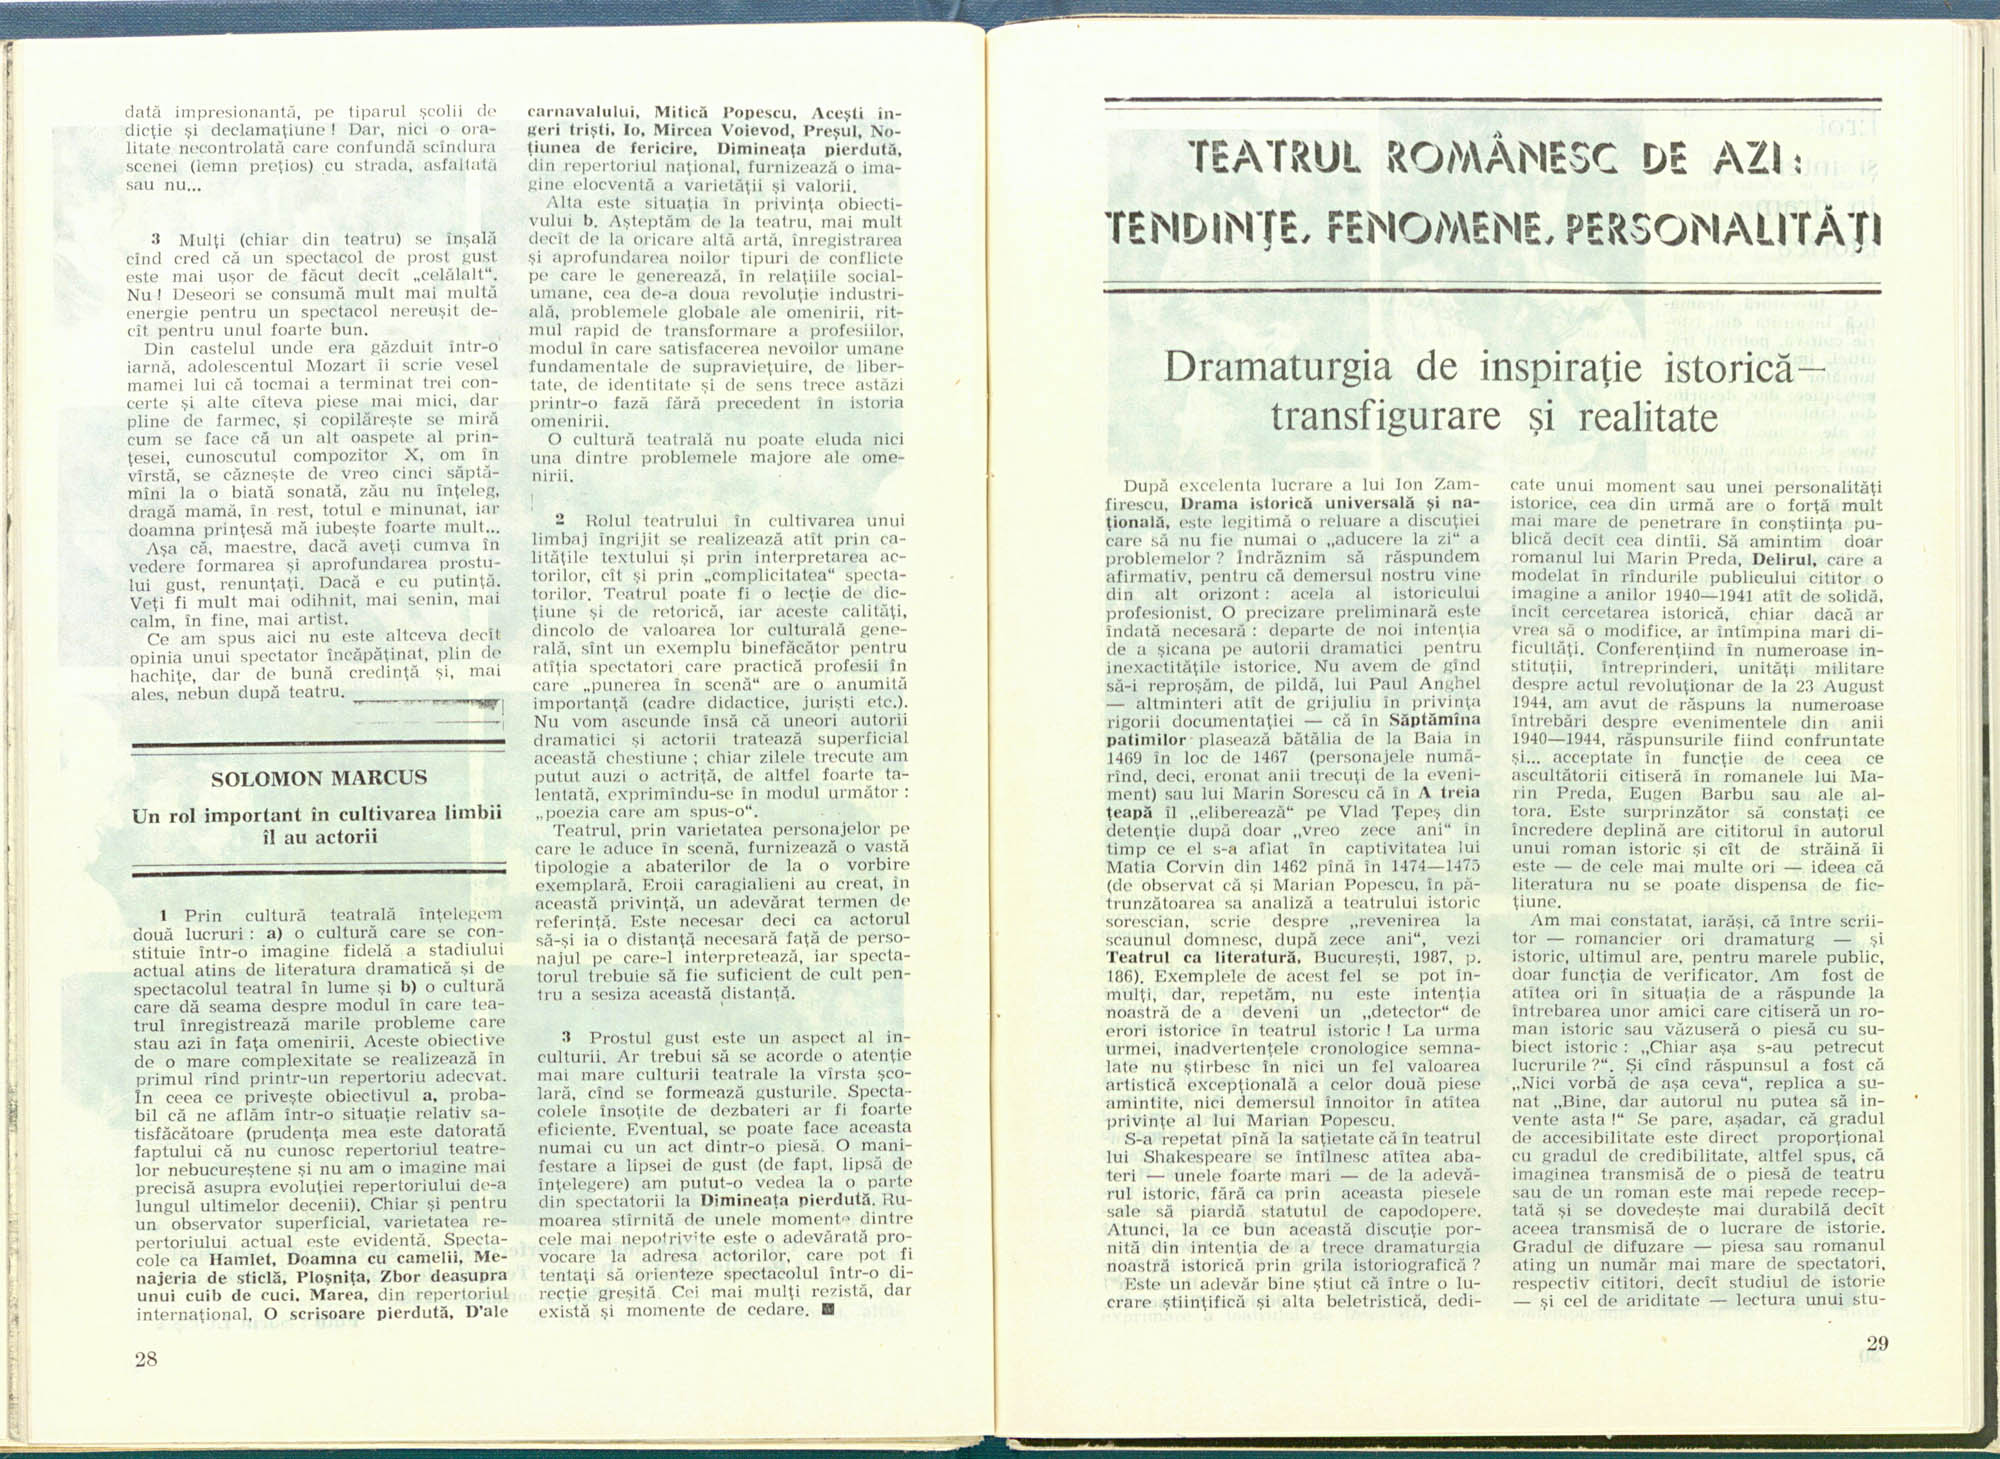 dată impresionantă, pe tiparul școlii de
dicție și declamațiune ! Dar, nici o ora-
litate necontrolată care confundă scîndura
scenei (lemn prețios) cu strada, asfaltată
sau nu...
3 Mulți (chiar din teatru) se înșală
cînd cred că un spectacol de prost gust
este mai ușor de făcut decît „celălalt“.
Nu ! Deseori se consumă mult mai multă
energie pentru un spectacol nereușit de-
cît pentru unul foarte bun.
Din castelul unde era găzduit într-o
iarnă, adolescentul Mozart îi scrie vesel
mamei lui că tocmai a terminat trei con-
certe și alte cîteva piese mai mici, dar
pline de farmec, și copilărește se miră
cum se face că un alt oaspete al prin-
țesei, cunoscutul compozitor X, om în
vîrstă, se căznește de vreo cinci săptă-
mîni la o biată sonată, zău nu înțeleg,
dragă mamă, în rest, totul e minunat, iar
doamna prințesă mă iubește foarte mult...
Așa că, maestre, dacă aveți cumva în
vedere formarea și aprofundarea prostu-
lui gust, renunțați. Dacă e cu putință.
Veți fi mult mai odihnit, mai senin, mai
calm, în fine, mai artist.
Ce am spus aici nu este altceva decît
opinia unui spectator încăpățînat, plin de
hachițe, dar de bună credință și, mai
ales, nebun după teatru.
SOLOMON MARCUS
Un rol important în cultivarea limbii
îl au actorii
1 Prin cultură teatrală înțelegem
două lucruri : a) o cultură care se con-
stituie într-o imagine fidelă a stadiului
actual atins de literatura dramatică și de
spectacolul teatral în lume și b) o cultură
care dă seama despre modul în care tea-
trul înregistrează marile probleme care
stau azi în fața omenirii. Aceste obiective
de o mare complexitate se realizează în
primul rînd printr-un repertoriu adecvat.
În ceea ce privește obiectivul a, proba-
bil că ne aflăm într-o situație relativ sa-
tisfăcătoare (prudența mea este datorată
faptului că nu cunosc repertoriul teatre-
lor nebucureștene și nu am o imagine mai
precisă asupra evoluției repertoriului de-a
lungul ultimelor decenii). Chiar și pentru
un observator superficial, varietatea re-
pertoriului actual este evidentă. Specta-
cole ca Hamlet, Doamna cu camelii, Me-
najeria de sticlă, Ploșnița, Zbor deasupra
unui cuib de cuci, Marea, din repertoriul
internațional, O scrisoare pierdută, D'ale
28
carnavalului, Mitică Popescu, Acești în-
geri triști, Io, Mircea Voievod, Preșul, No-
țiunea de fericire, Dimineața pierdută,
din repertoriul național, furnizează o ima-
gine elocventă a varietății și valorii.
Alta este situația în privința obiecti-
vului b. Așteptăm de la teatru, mai mult
decît de la oricare altă artă, înregistrarea
și aprofundarea noilor tipuri de conflicte
pe care le generează, în relațiile social-
umane, cea de-a doua revoluție industri-
ală, problemele globale ale omenirii, rit-
mul rapid de transformare a profesiilor,
modul în care satisfacerea nevoilor umane
fundamentale de supraviețuire, de liber-
tate, de identitate și de sens trece astăzi
printr-o fază fără precedent în istoria
omenirii.
O cultură teatrală nu poate eluda nici
una dintre problemele majore ale ome-
nirii.
2 Rolul teatrului în cultivarea unui
limbaj îngrijit se realizează atît prin ca-
litățile textului și prin interpretarea ac-
torilor, cît și prin „complicitatea“ specta-
torilor. Teatrul poate fi o lecție de dic-
țiune și de retorică, iar aceste calități,
dincolo de valoarea lor culturală gene-
rală, sînt un exemplu binefăcător pentru
atîția spectatori care practică profesii în
care „punerea în scenă“ are o anumită
importanță (cadre didactice, juriști etc.).
Nu vom ascunde însă că uneori autorii
dramatici și actorii tratează superficial
această chestiune ; chiar zilele trecute am
putut auzi o actriță, de altfel foarte ta-
lentată, exprimîndu-se în modul următor :
„poezia care am spus-o“.
Teatrul, prin varietatea personajelor pe
care le aduce în scenă, furnizează o vastă
tipologie a abaterilor de la o vorbire
exemplară. Eroii caragialieni au creat, în
această privință, un adevărat termen de
referință. Este necesar deci ca actorul
să-și ia o distanță necesară față de perso-
najul pe care-l interpretează, iar specta-
torul trebuie să fie suficient de cult pen-
tru a sesiza această distanță.
3 Prostul gust este un aspect al in-
culturii. Ar trebui să se acorde o atenție
mai mare culturii teatrale la vîrsta șco-
lară, cînd se formează gusturile. Specta-
colele însoțite de dezbateri ar fi foarte
eficiente. Eventual, se poate face aceasta
numai cu un act dintr-o piesă. O mani-
festare a lipsei de gust (de fapt, lipsă de
înțelegere) am putut-o vedea la o parte
din spectatorii la Dimineața pierdută. Ru-
moarea stîrnită de unele momente dintre
cele mai nepotrivite este o adevărată pro-
vocare la adresa actorilor, care pot fi
tentați să orienteze spectacolul într-o di-
recție greșită. Cei mai mulți rezistă, dar
există și momente de cedare.
TEATRUL ROMÂNESC DE AZI :
TENDINȚE, FENOMENE, PERSONALITĂȚI
Dramaturgia de inspirație istorică—
transfigurare și realitate
După excelenta lucrare a lui Ion Zam-
firescu, Drama istorică universală și na-
țională, este legitimă o reluare a discuției
care să nu fie numai o „aducere la zi“ a
problemelor ? Îndrăznim să răspundem
afirmativ, pentru că demersul nostru vine
din alt orizont : acela al istoricului
profesionist. O precizare preliminară este
îndată necesară : departe de noi intenția
de a șicana pe autorii dramatici pentru
inexactitățile istorice. Nu avem de gînd
să-i reproșăm, de pildă, lui Paul Anghel
— altminteri atît de grijuliu în privința
rigorii documentației — că în Săptămîna
patimilor plasează bătălia de la Baia în
1469 în loc de 1467 (personajele numă-
rînd, deci, eronat anii trecuți de la eveni-
ment) sau lui Marin Sorescu că în A treia
țeapă îl „eliberează“ pe Vlad Țepeș din
detenție după doar „vreo zece ani“ în
timp ce el s-a aflat în captivitatea lui
Matia Corvin din 1462 pînă în 1474—1475
(de observat că și Marian Popescu, în pă-
trunzătoarea sa analiză a teatrului istoric
sorescian, scrie despre „revenirea la
scaunul domnesc, după zece ani“, vezi
Teatrul ca literatură, București, 1987, p.
186). Exemplele de acest fel se pot în-
mulți, dar, repetăm, nu este intenția
noastră de a deveni un „detector“ de
erori istorice în teatrul istoric ! La urma
urmei, inadvertențele cronologice semna-
late nu știrbesc în nici un fel valoarea
artistică excepțională a celor două piese
amintite, nici demersul înnoitor în atîtea
privințe al lui Marian Popescu.
S-a repetat pînă la sațietate că în teatrul
lui Shakespeare se întîlnesc atîtea aba-
teri — unele foarte mari — de la adevă-
rul istoric, fără ca prin aceasta piesele
sale să piardă statutul de capodopere.
Atunci, la ce bun această discuție por-
nită din intenția de a trece dramaturgia
noastră istorică prin grila istoriografică ?
Este un adevăr bine știut că între o lu-
crare științifică și alta beletristică, dedi-
cate unui moment sau unei personalități
istorice, cea din urmă are o forță mult
mai mare de penetrare în conștiința pu-
blică decît cea dintîi. Să amintim doar
romanul lui Marin Preda, Delirul, care a
modelat în rîndurile publicului cititor o
imagine a anilor 1940—1941 atît de solidă,
încît cercetarea istorică, chiar dacă ar
vrea să o modifice, ar întîmpina mari di-
ficultăți. Conferențiind în numeroase in-
stituții, întreprinderi, unități militare
despre actul revoluționar de la 23 August
1944, am avut de răspuns la numeroase
întrebări despre evenimentele din anii
1940—1944, răspunsurile fiind confruntate
și... acceptate în funcție de ceea ce
ascultătorii citiseră în romanele lui Ma-
rin Preda, Eugen Barbu sau ale al-
tora. Este surprinzător să constați ce
încredere deplină are cititorul în autorul
unui roman istoric și cît de străină îi
este — de cele mai multe ori — ideea că
literatura nu se poate dispensa de fic-
țiune.
Am mai constatat, iarăși, că între scrii-
tor — romancier ori dramaturg — și
istoric, ultimul are, pentru marele public,
doar funcția de verificator. Am fost de
atîtea ori în situația de a răspunde la
întrebarea unor amici care citiseră un ro-
man istoric sau văzuseră o piesă cu su-
biect istoric : „Chiar așa s-au petrecut
lucrurile ?“. Și cînd răspunsul a fost că
„Nici vorbă de așa ceva“, replica a su-
nat „Bine, dar autorul nu putea să in-
vente asta !“ Se pare, așadar, că gradul
de accesibilitate este direct proporțional
cu gradul de credibilitate, altfel spus, că
imaginea transmisă de o piesă de teatru
sau de un roman este mai repede recep-
tată și se dovedește mai durabilă decît
aceea transmisă de o lucrare de istorie.
Gradul de difuzare — piesa sau romanul
ating un număr mai mare de spectatori,
respectiv cititori, decît studiul de istorie
— și cel de ariditate — lectura unui stu-
29